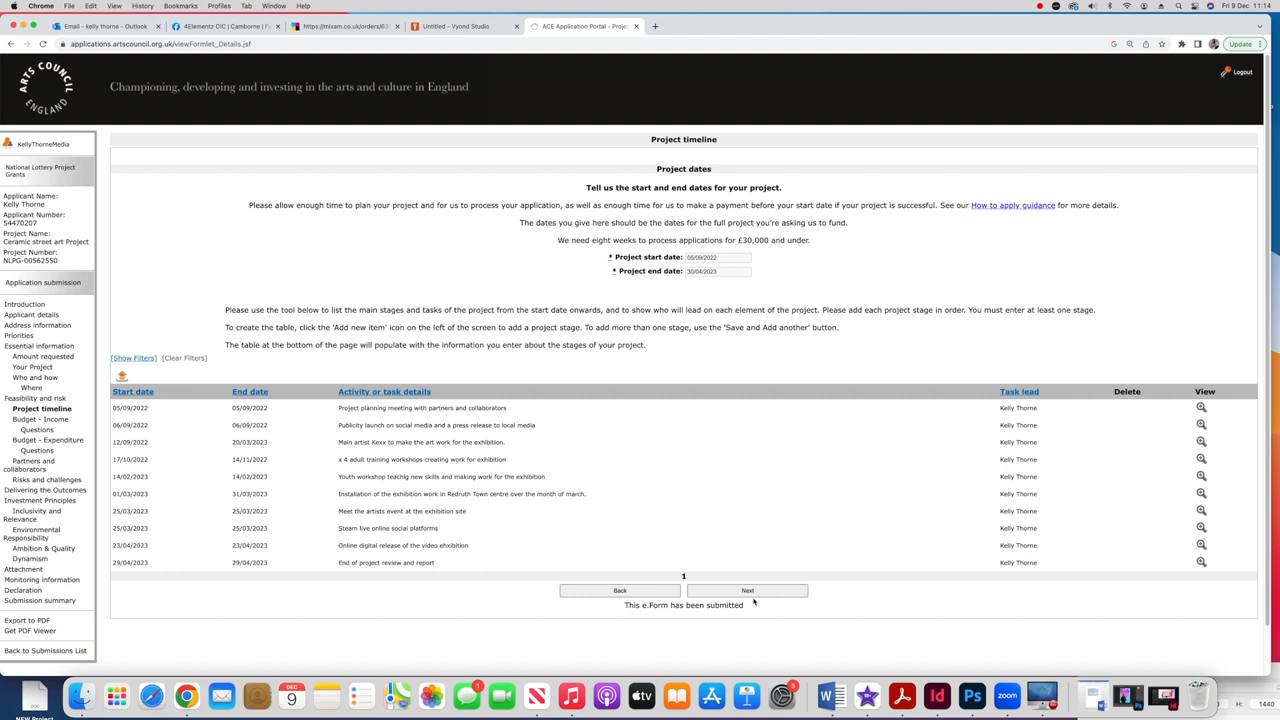 Chrome File Edit View History Bookmarks Profiles Tab Window Help Fri 9 Dec 11:14
Email - kelly thorne - Outlook
4Elementz CIC | Camborne | Fa
Untitled - Vyond Studio
ACE Application Portal - Proje
applications.artscouncil.org.uk/viewFormlet_Details.jsf
Update
ARTS COUNCIL
ENGLAND
Championing, developing and investing in the arts and culture in England
Logout
KellyThorneMedia
National Lottery Project
Grants
Applicant Name:
Kelly Thorne
Applicant Number:
54470207
Project Name:
Ceramic street art Project
Project Number:
NLPG-00562550
Application submission
Introduction
Applicant details
Address information
Priorities
Essential information
Amount requested
Your Project
Who and how
Where
Feasibility and risk
Project timeline
Budget - Income
Questions
Budget - Expenditure
Questions
Partners and
collaborators
Risks and challenges
Delivering the Outcomes
Investment Principles
Inclusivity and
Relevance
Environmental
Responsibility
Ambition & Quality
Dynamism
Attachment
Monitoring information
Declaration
Submission summary
Export to PDF
Get PDF Viewer
Back to Submissions List
Project timeline
Project dates
Tell us the start and end dates for your project.
Please allow enough time to plan your project and for us to process your application, as well as enough time for us to make a payment before your start date if your project is successful. See our How to apply guidance for more details.
The dates you give here should be the dates for the full project you're asking us to fund.
We need eight weeks to process applications for £30,000 and under.
* Project start date: 05/09/2022
* Project end date: 30/04/2023
Please use the tool below to list the main stages and tasks of the project from the start date onwards, and to show who will lead on each element of the project. Please add each project stage in order. You must enter at least one stage.
To create the table, click the 'Add new item' icon on the left of the screen to add a project stage. To add more than one stage, use the 'Save and Add another' button.
The table at the bottom of the page will populate with the information you enter about the stages of your project.
[Show Filters] [Clear Filters]
Start date End date Activity or task details Task lead Delete View
05/09/2022 05/09/2022 Project planning meeting with partners and collaborators Kelly Thorne
06/09/2022 06/09/2022 Publicity launch on social media and a press release to local media Kelly Thorne
12/09/2022 20/03/2023 Main artist Kexx to make the art work for the exhibition. Kelly Thorne
17/10/2022 14/11/2022 x 4 adult training workshops creating work for exhibition Kelly Thorne
14/02/2023 14/02/2023 Youth workshop teachig new skills and making work for the exhibition Kelly Thorne
01/03/2023 31/03/2023 Installation of the exhibition work in Redruth Town centre over the month of march. Kelly Thorne
25/03/2023 25/03/2023 Meet the artists event at the exhibition site Kelly Thorne
25/03/2023 25/03/2023 Steam live online social platforms Kelly Thorne
23/04/2023 23/04/2023 Online digital release of the video ehxibition Kelly Thorne
29/04/2023 29/04/2023 End of project review and report Kelly Thorne
1
Back Next
This e.Form has been submitted
DEC
9
tv
1
3
W
Id
Ps
zoom
DOC
NEW Project
H: 1440